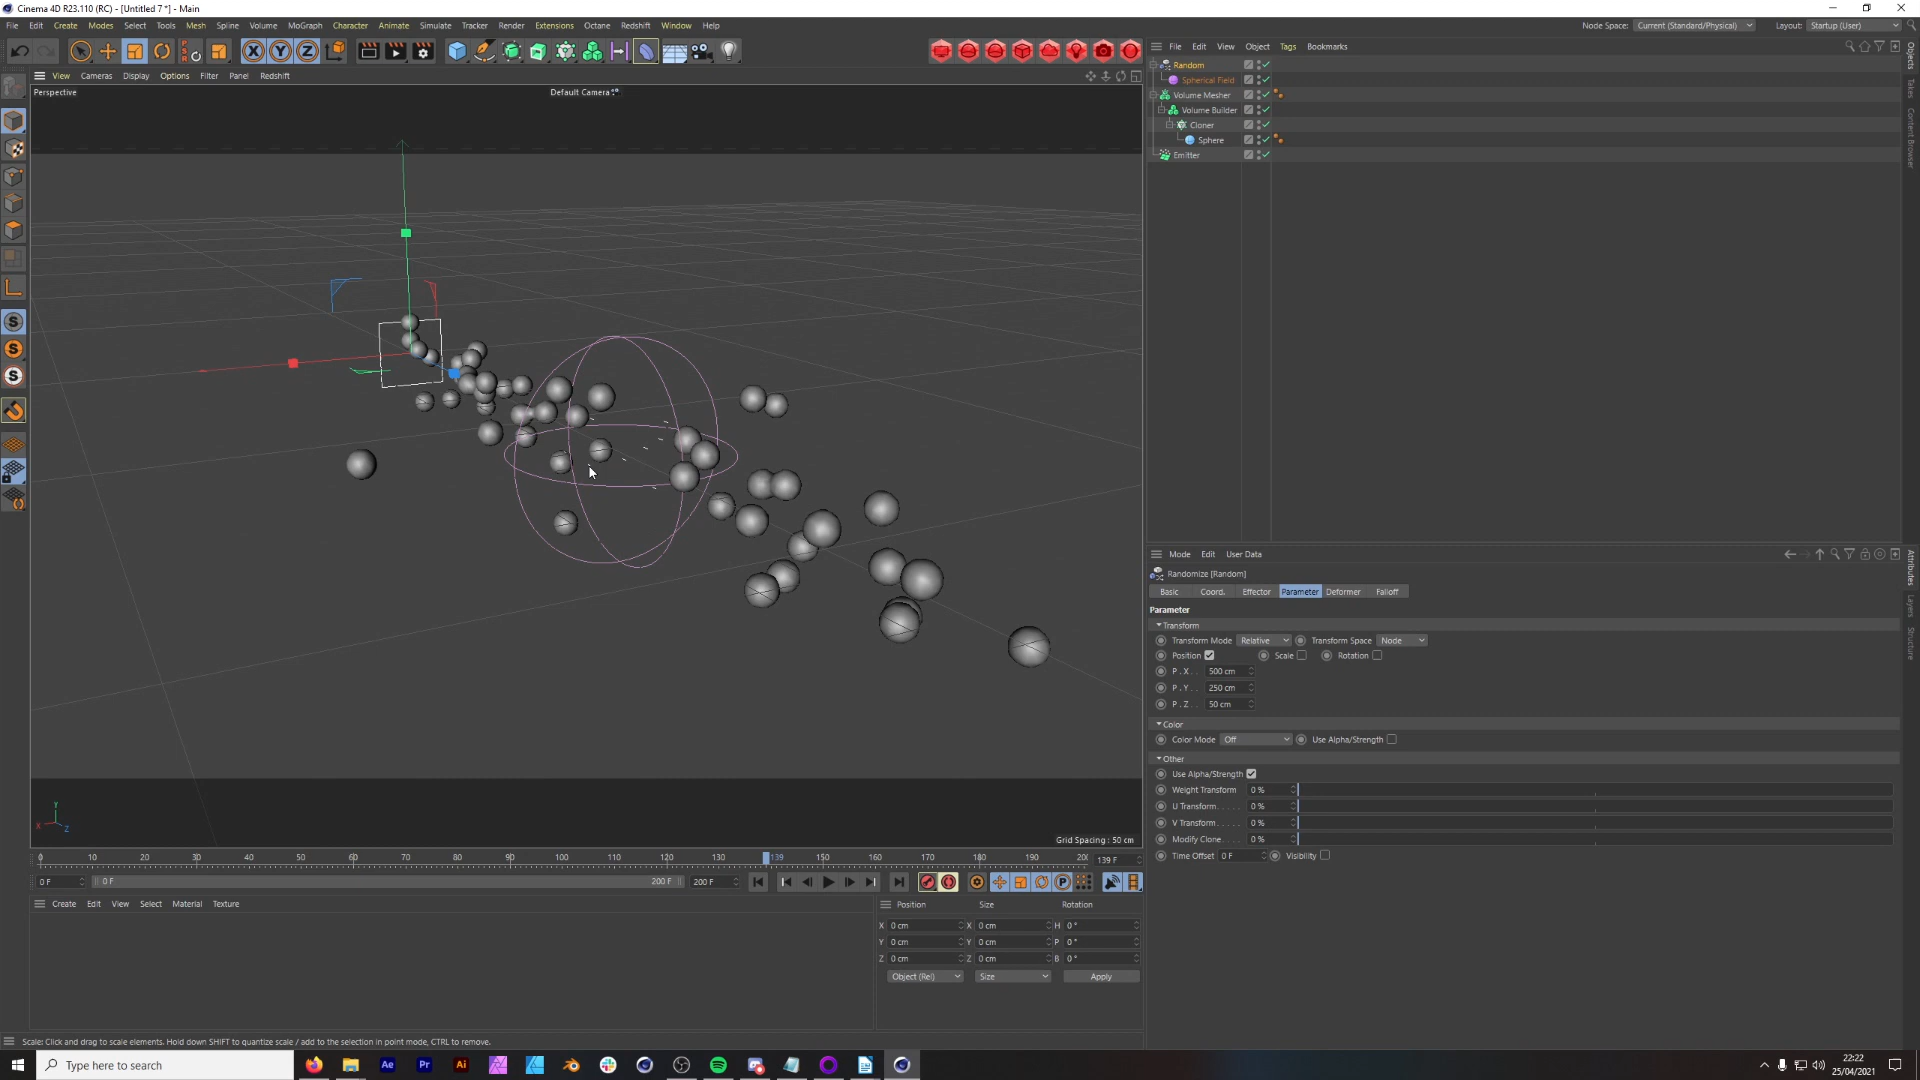 Cinema 4D R23.110 (RC) - [Untitled 7 *] - Main
File Edit Create Modes Select Tools Mesh Spline Volume MoGraph Character Animate Simulate Tracker Render Extensions Octane Redshift Window Help
Node Space: Current (Standard/Physical) Layout: Startup (User)
File Edit View Object Tags Bookmarks
View Cameras Display Options Filter Panel Redshift
Perspective
Default Camera
Random
Spherical Field
Volume Mesher
Volume Builder
Cloner
Sphere
Emitter
Objects
Takes
Content Browser
Mode Edit User Data
Randomize [Random]
Basic Coord. Effector Parameter Deformer Falloff
Parameter
Transform
Transform Mode Relative Transform Space Node
Position Scale Rotation
P . X . . 500 cm
P . Y . . 250 cm
P . Z . . 50 cm
Color
Color Mode Off Use Alpha/Strength
Other
Use Alpha/Strength
Weight Transform 0 %
U Transform . . . . . 0 %
V Transform . . . . . 0 %
Modify Clone . . . 0 %
Time Offset 0 F Visibility
Attributes
Layers
Structure
Y
X Z
Grid Spacing : 50 cm
0 10 20 30 40 50 60 70 80 90 100 110 120 130 139 150 160 170 180 190 200 139 F
0 F 0 F 200 F 200 F
Create Edit View Select Material Texture
Position Size Rotation
X 0 cm X 0 cm H 0 °
Y 0 cm Y 0 cm P 0 °
Z 0 cm Z 0 cm B 0 °
Object (Rel) Size Apply
Scale: Click and drag to scale elements. Hold down SHIFT to quantize scale / add to the selection in point mode, CTRL to remove.
Type here to search
Ae Pr Ai
22:22
25/04/2021